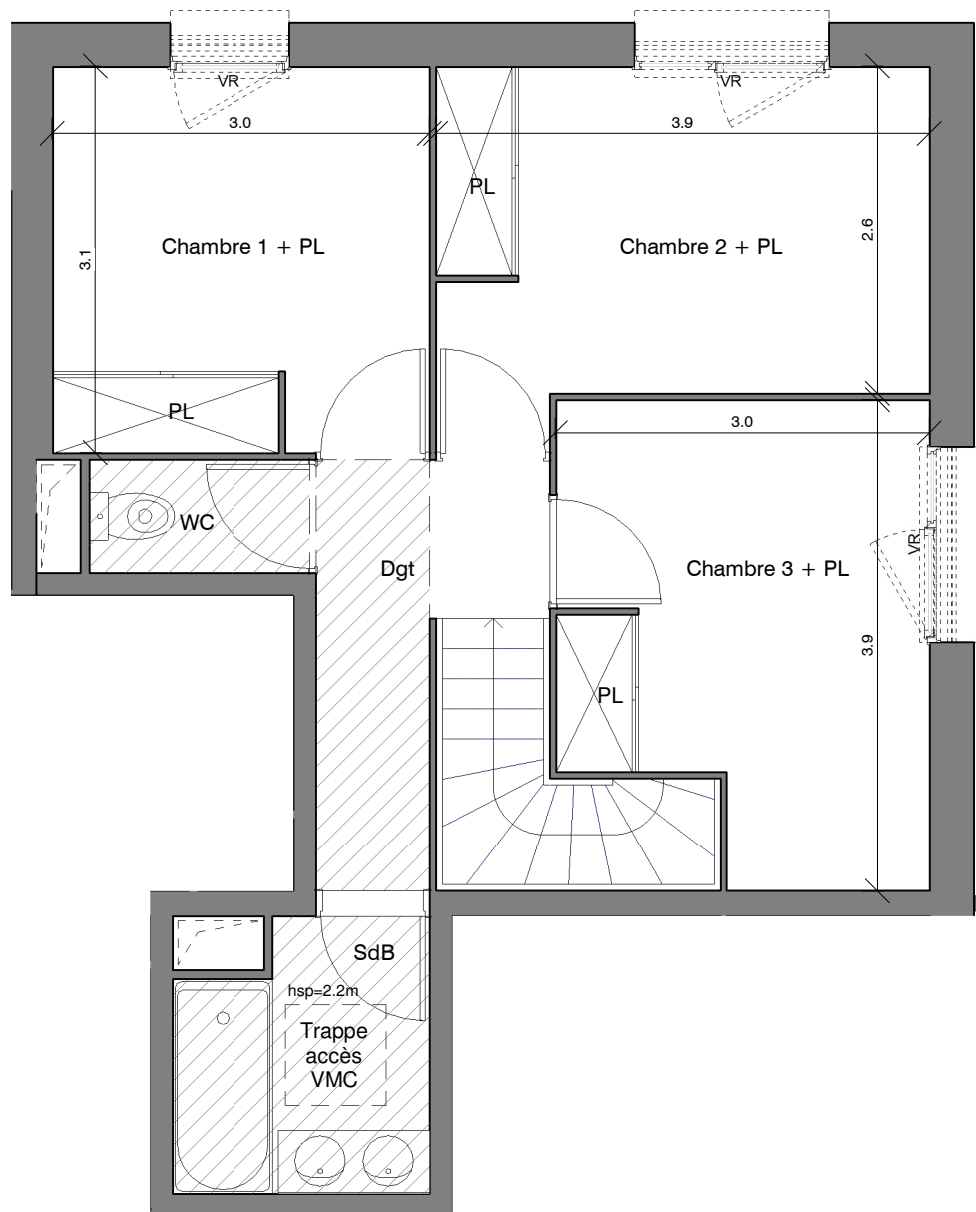 VR
VR
3.0
3.9
PL
Chambre 1 + PL
Chambre 2 + PL
2.6
3.1
PL
3.0
WC
VR
Dgt
Chambre 3 + PL
3.9
PL
SdB
hsp=2.2m
Trappe
accès
VMC